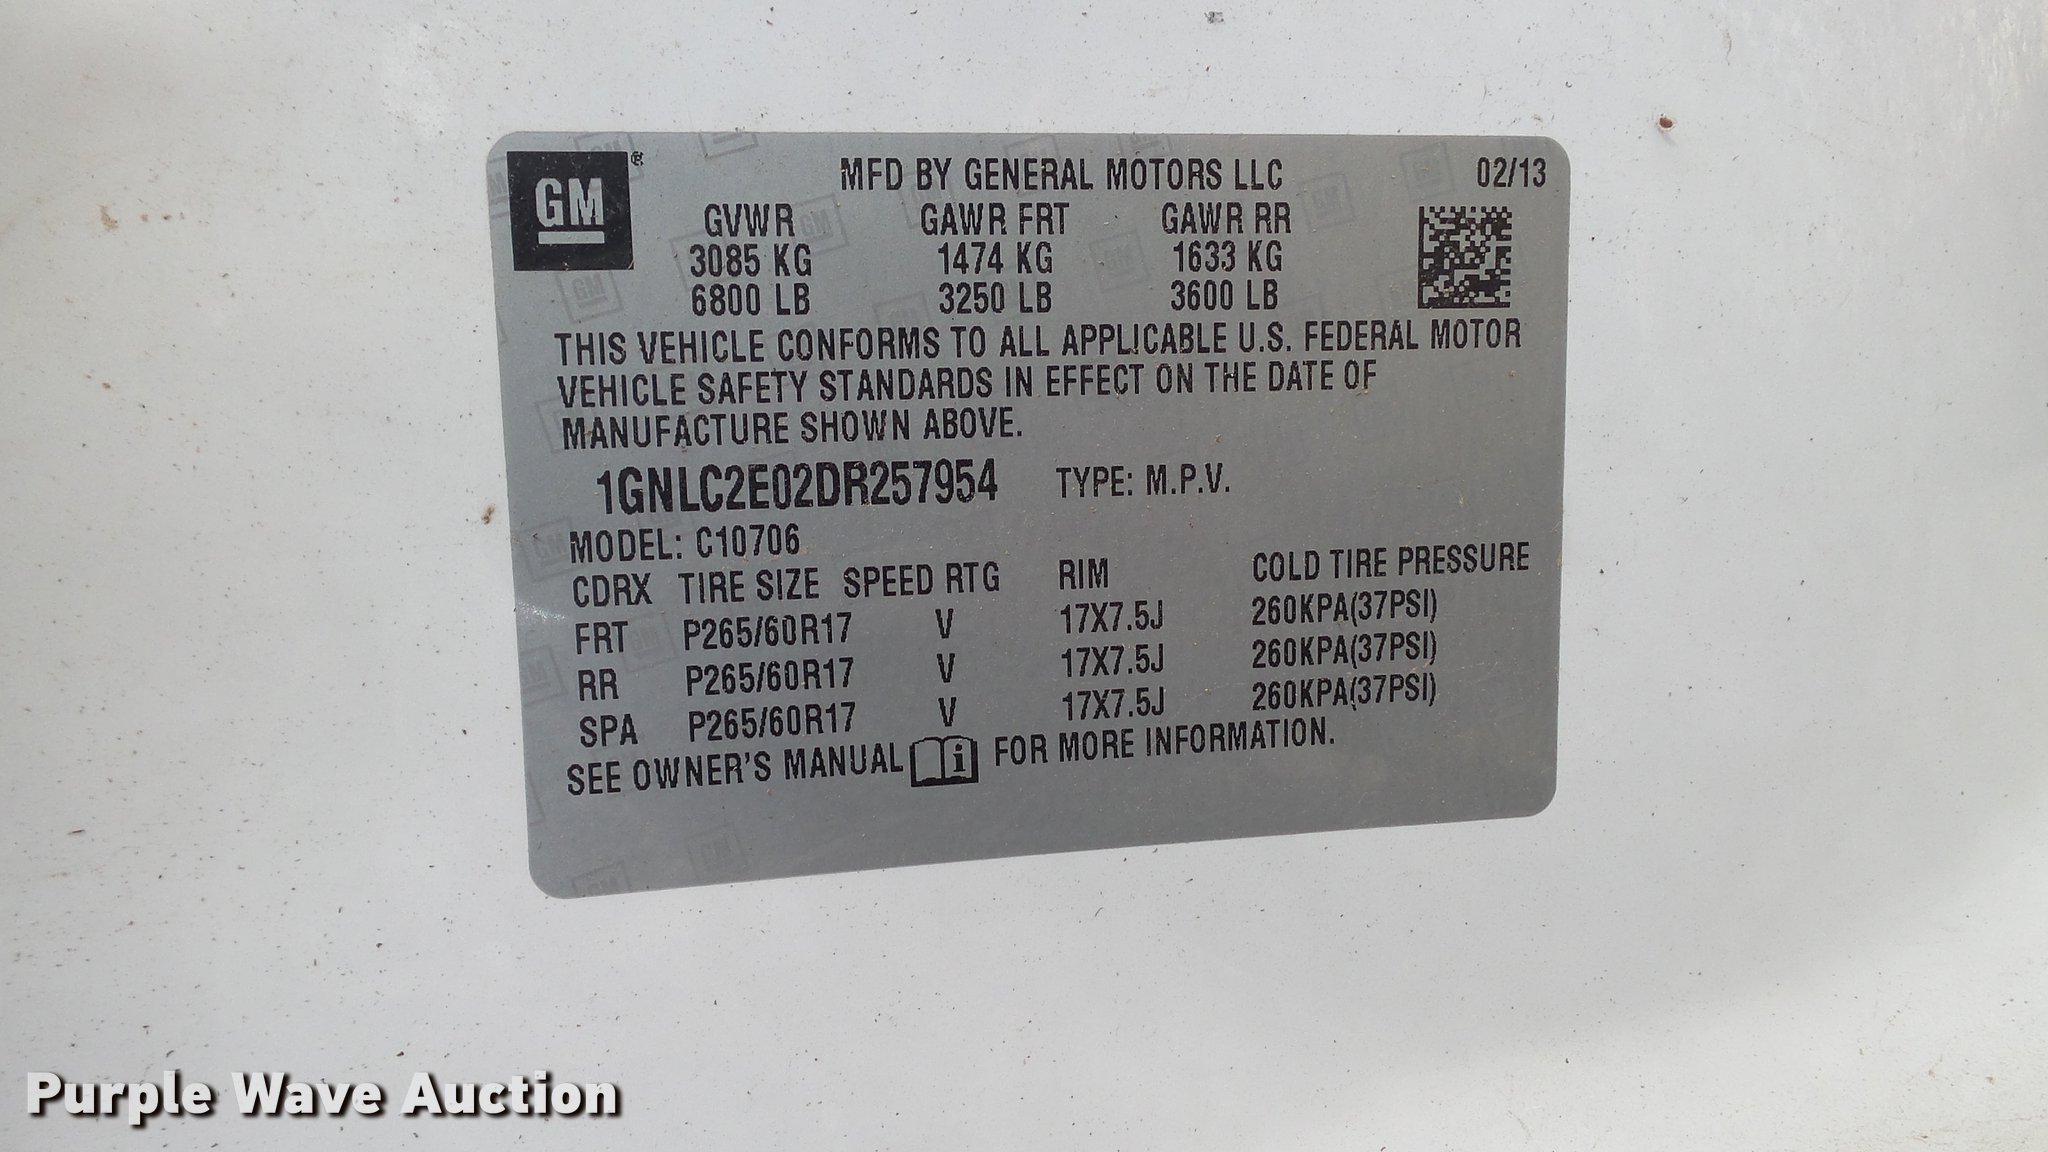 GM®
MFD BY GENERAL MOTORS LLC 02/13
GVWR GAWR FRT GAWR RR
3085 KG 1474 KG 1633 KG
6800 LB 3250 LB 3600 LB
THIS VEHICLE CONFORMS TO ALL APPLICABLE U.S. FEDERAL MOTOR
VEHICLE SAFETY STANDARDS IN EFFECT ON THE DATE OF
MANUFACTURE SHOWN ABOVE.
1GNLC2E02DR257954 TYPE: M.P.V.
MODEL: C10706
CDRX TIRE SIZE SPEED RTG RIM COLD TIRE PRESSURE
FRT P265/60R17 V 17X7.5J 260KPA(37PSI)
RR P265/60R17 V 17X7.5J 260KPA(37PSI)
SPA P265/60R17 V 17X7.5J 260KPA(37PSI)
SEE OWNER'S MANUAL i FOR MORE INFORMATION.
Purple Wave Auction